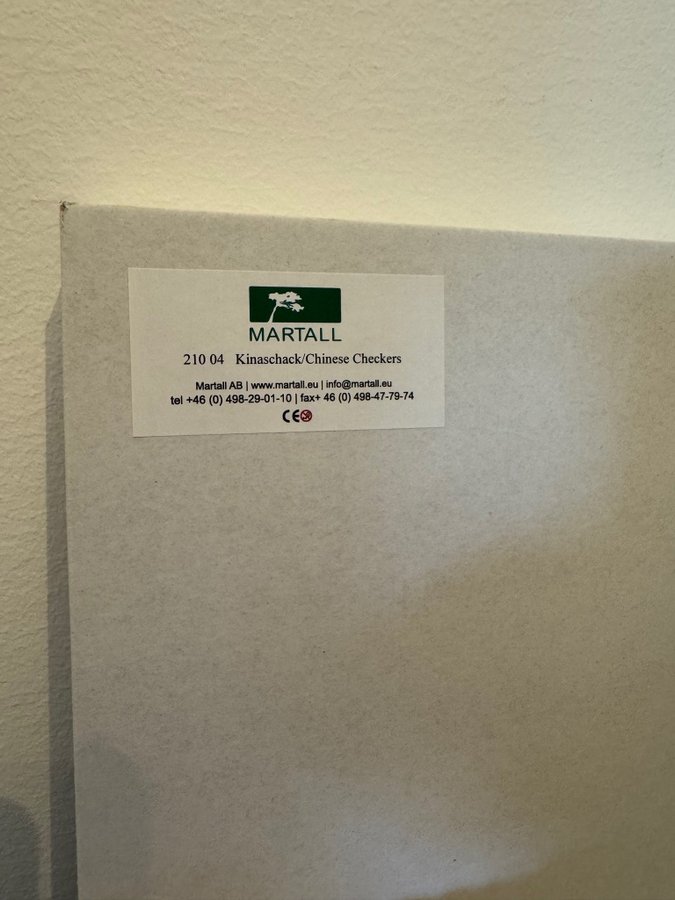 MARTALL
210 04 Kinaschack/Chinese Checkers
Martall AB | www.martall.eu | info@martall.eu
tel +46 (0) 498-29-01-10 | fax+ 46 (0) 498-47-79-74
CE